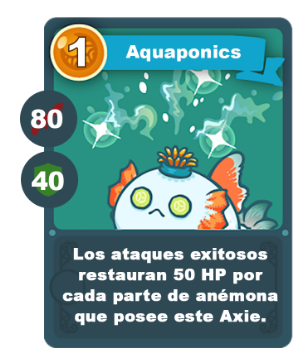 1
Aquaponics
80
40
Los ataques exitosos
restauran 50 HP por
cada parte de anémona
que posee este Axie.